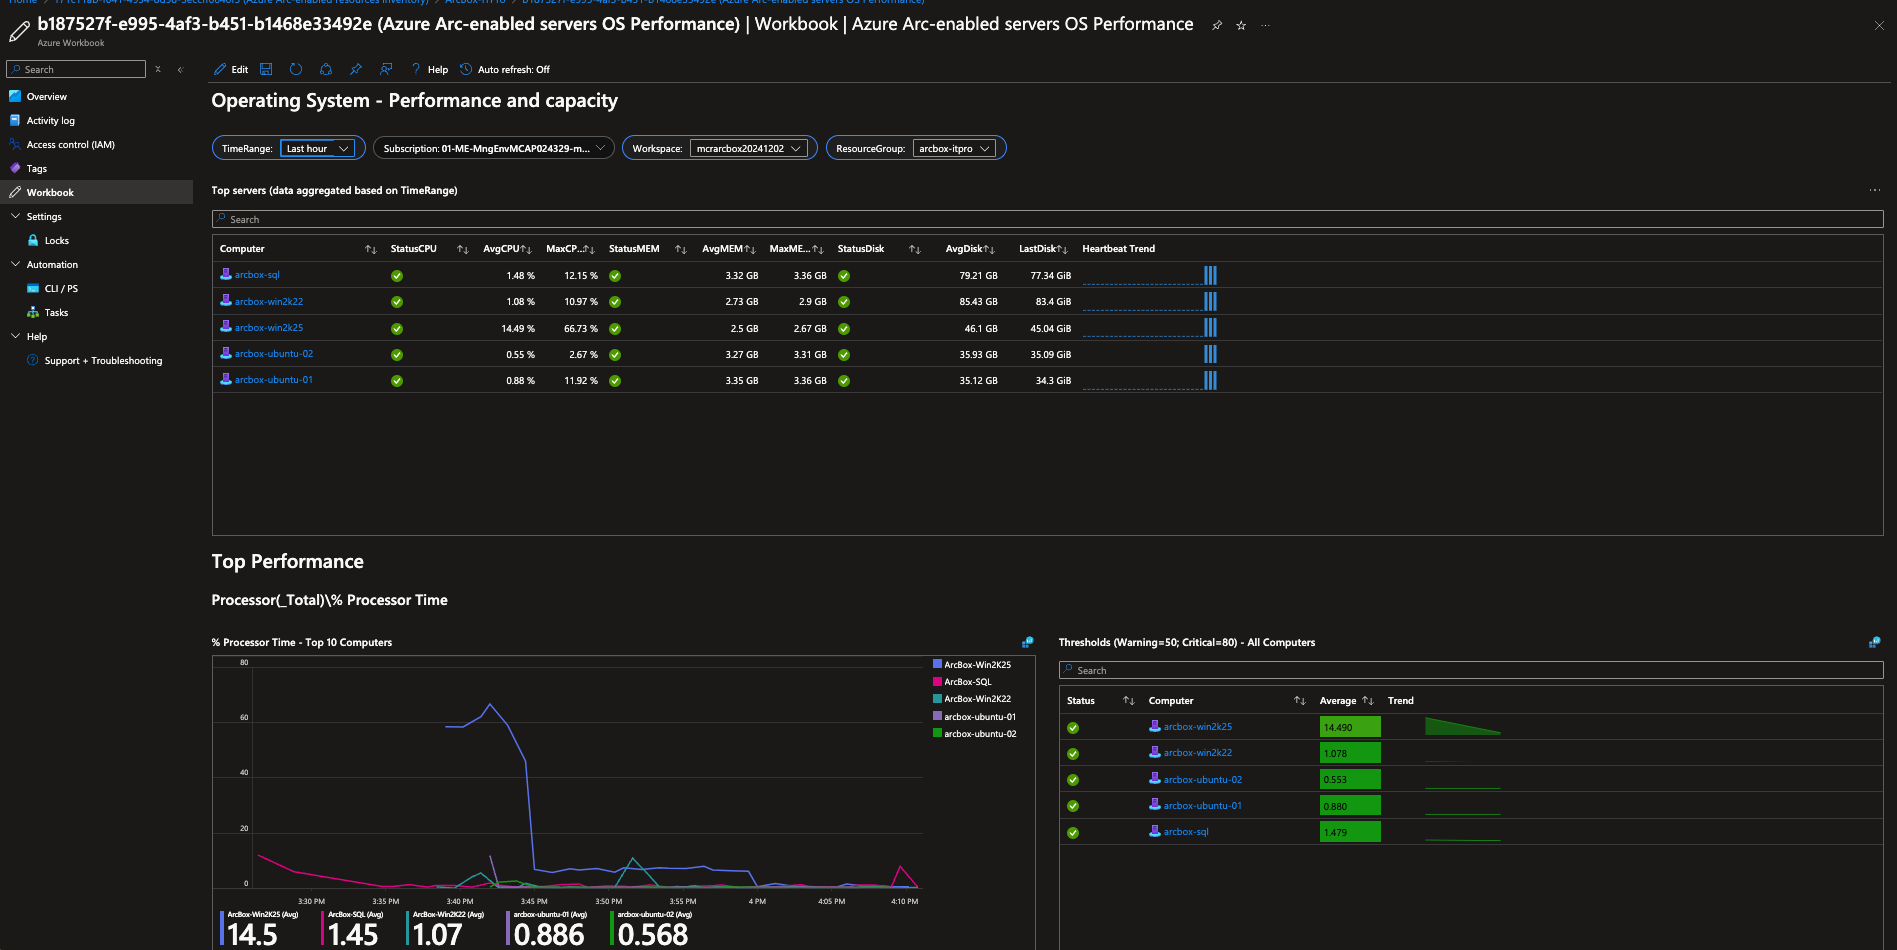 b187527f-e995-4af3-b451-b1468e33492e (Azure Arc-enabled servers OS Performance) | Workbook | Azure Arc-enabled servers OS Performance
Azure Workbook
Search
Overview
Activity log
Access control (IAM)
Tags
Workbook
Settings
Locks
Automation
CLI / PS
Tasks
Help
Support + Troubleshooting
Edit Help Auto refresh: Off
Operating System - Performance and capacity
TimeRange: Last hour Subscription: 01-ME-MngEnvMCAP024329-m... Workspace: mcrarcbox20241202 ResourceGroup: arcbox-itpro
Top servers (data aggregated based on TimeRange)
Search
Computer StatusCPU AvgCPU MaxCP... StatusMEM AvgMEM MaxME... StatusDisk AvgDisk LastDisk Heartbeat Trend
arcbox-sql 1.48 % 12.15 % 3.32 GB 3.36 GB 79.21 GB 77.34 GiB
arcbox-win2k22 1.08 % 10.97 % 2.73 GB 2.9 GB 85.43 GB 83.4 GiB
arcbox-win2k25 14.49 % 66.73 % 2.5 GB 2.67 GB 46.1 GB 45.04 GiB
arcbox-ubuntu-02 0.55 % 2.67 % 3.27 GB 3.31 GB 35.93 GB 35.09 GiB
arcbox-ubuntu-01 0.88 % 11.92 % 3.35 GB 3.36 GB 35.12 GB 34.3 GiB
Top Performance
Processor(_Total)\% Processor Time
% Processor Time - Top 10 Computers
80
60
40
20
0
3:30 PM 3:35 PM 3:40 PM 3:45 PM 3:50 PM 3:55 PM 4 PM 4:05 PM 4:10 PM
ArcBox-Win2K25
ArcBox-SQL
ArcBox-Win2K22
arcbox-ubuntu-01
arcbox-ubuntu-02
ArcBox-Win2K25 (Avg) ArcBox-SQL (Avg) ArcBox-Win2K22 (Avg) arcbox-ubuntu-01 (Avg) arcbox-ubuntu-02 (Avg)
14.5 1.45 1.07 0.886 0.568
Thresholds (Warning=50; Critical=80) - All Computers
Search
Status Computer Average Trend
arcbox-win2k25 14.490
arcbox-win2k22 1.078
arcbox-ubuntu-02 0.553
arcbox-ubuntu-01 0.880
arcbox-sql 1.479